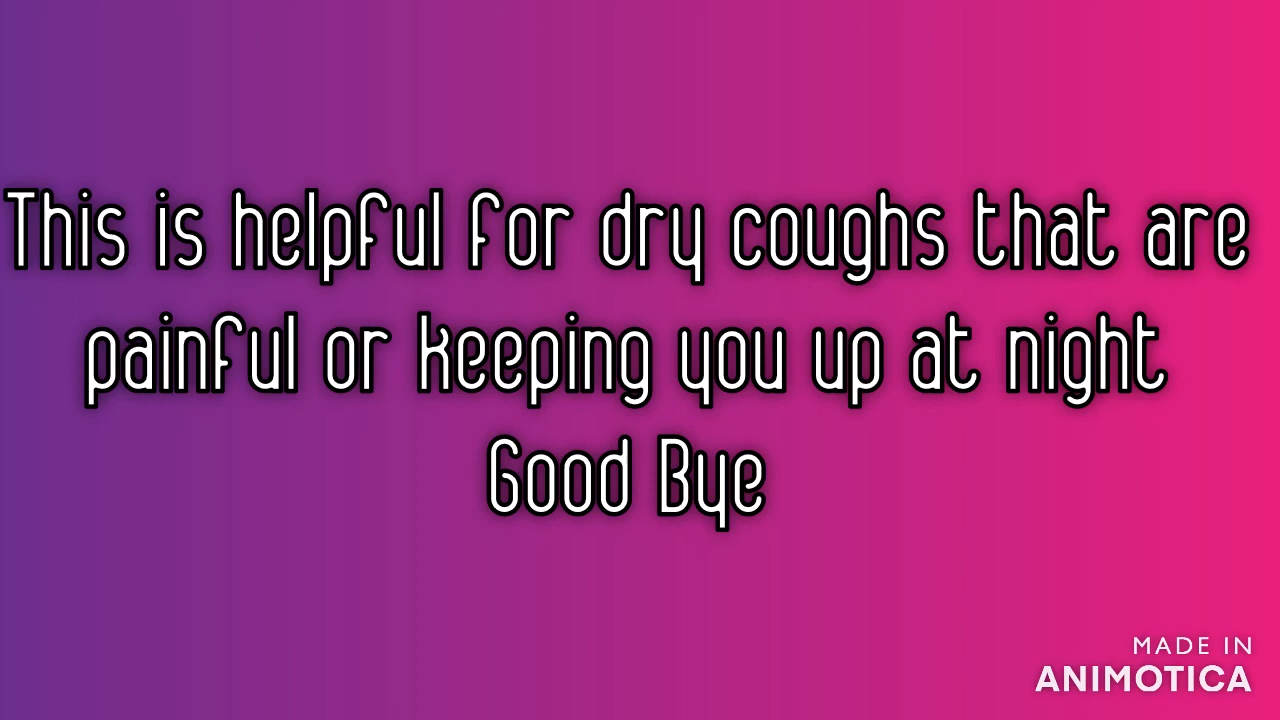 This is helpful for dry coughs that are
painful or keeping you up at night
Good Bye
MADE IN
ANIMOTICA